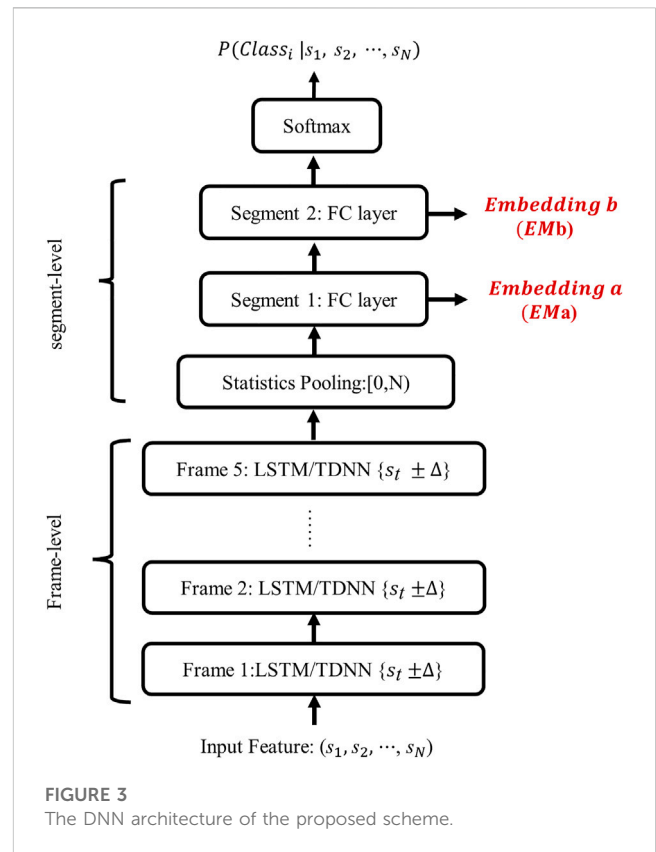 P(Class_i |s_1, s_2, ⋯, s_N)
Softmax
Segment 2: FC layer
Embedding b
(EMb)
Segment 1: FC layer
Embedding a
(EMa)
segment-level
Statistics Pooling:[0,N)
Frame 5: LSTM/TDNN {s_t ± Δ}
......
Frame-level
Frame 2: LSTM/TDNN {s_t ±Δ}
Frame 1:LSTM/TDNN {s_t ±Δ}
Input Feature: (s_1, s_2, ⋯, s_N)
FIGURE 3
The DNN architecture of the proposed scheme.